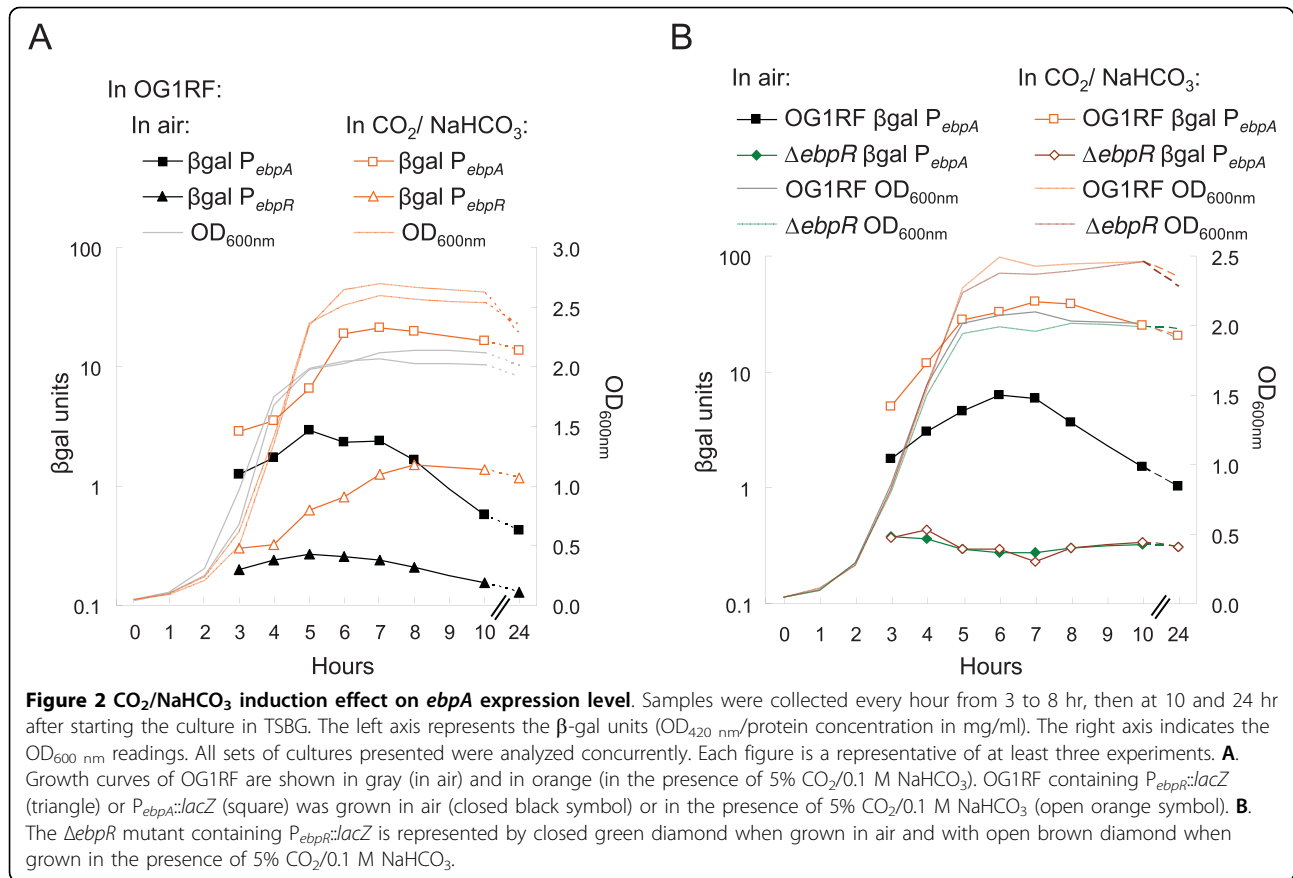 A
In OG1RF:
In air:
In CO₂/ NaHCO₃:
βgal P_ebpA
βgal P_ebpA
βgal P_ebpR
βgal P_ebpR
OD₆₀₀nm
OD₆₀₀nm
100
10
1
0.1
βgal units
3.0
2.5
2.0
1.5
1.0
0.5
0.0
OD₆₀₀nm
0 1 2 3 4 5 6 7 8 9 10 24
Hours
B
In air:
In CO₂/ NaHCO₃:
OG1RF βgal P_ebpA
OG1RF βgal P_ebpA
ΔebpR βgal P_ebpA
ΔebpR βgal P_ebpA
OG1RF OD₆₀₀nm
OG1RF OD₆₀₀nm
ΔebpR OD₆₀₀nm
ΔebpR OD₆₀₀nm
100
10
1
0.1
βgal units
2.5
2.0
1.5
1.0
0.5
0.0
OD₆₀₀nm
0 1 2 3 4 5 6 7 8 9 10 24
Hours
Figure 2 CO₂/NaHCO₃ induction effect on ebpA expression level. Samples were collected every hour from 3 to 8 hr, then at 10 and 24 hr
after starting the culture in TSBG. The left axis represents the β-gal units (OD₄₂₀ nm/protein concentration in mg/ml). The right axis indicates the
OD₆₀₀ nm readings. All sets of cultures presented were analyzed concurrently. Each figure is a representative of at least three experiments. A.
Growth curves of OG1RF are shown in gray (in air) and in orange (in the presence of 5% CO₂/0.1 M NaHCO₃). OG1RF containing P_ebpR::lacZ
(triangle) or P_ebpA::lacZ (square) was grown in air (closed black symbol) or in the presence of 5% CO₂/0.1 M NaHCO₃ (open orange symbol). B.
The ΔebpR mutant containing P_ebpR::lacZ is represented by closed green diamond when grown in air and with open brown diamond when
grown in the presence of 5% CO₂/0.1 M NaHCO₃.